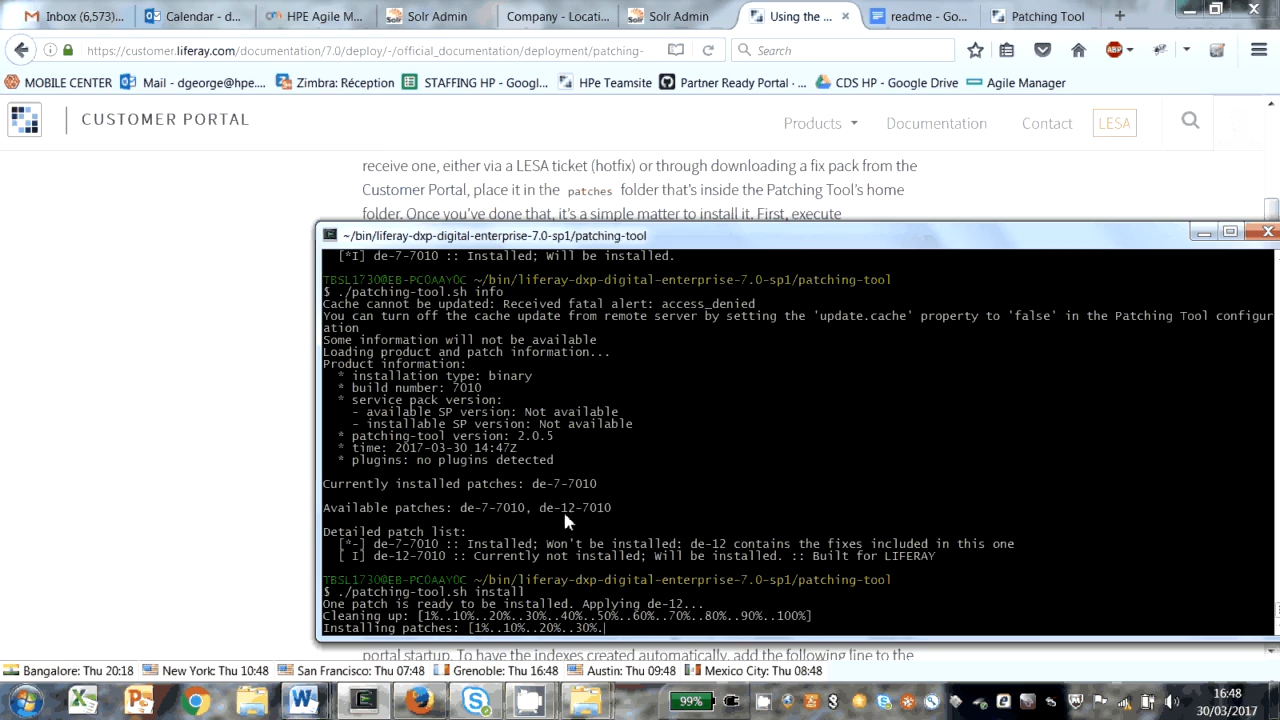 Inbox (6,573)...
Calendar - d...
HPE Agile M...
Solr Admin
Company - Locati...
Solr Admin
Using the ...
readme - Go...
Patching Tool
https://customer.liferay.com/documentation/7.0/deploy/-/official_documentation/deployment/patching-
Search
ABP
MOBILE CENTER
Mail - dgeorge@hpe....
Zimbra: Réception
STAFFING HP - Googl...
HPe Teamsite
Partner Ready Portal -...
CDS HP - Google Drive
Agile Manager
CUSTOMER PORTAL
Products
Documentation
Contact
LESA
receive one, either via a LESA ticket (hotfix) or through downloading a fix pack from the
Customer Portal, place it in the patches folder that's inside the Patching Tool's home
folder. Once you've done that, it's a simple matter to install it. First, execute
~/bin/liferay-dxp-digital-enterprise-7.0-sp1/patching-tool
[*I] de-7-7010 :: Installed; Will be installed.
TBSL1730@EB-PC0AAY0C ~/bin/liferay-dxp-digital-enterprise-7.0-sp1/patching-tool
$ ./patching-tool.sh info
Cache cannot be updated: Received fatal alert: access_denied
You can turn off the cache update from remote server by setting the 'update.cache' property to 'false' in the Patching Tool configur
ation
Some information will not be available
Loading product and patch information...
Product information:
* installation type: binary
* build number: 7010
* service pack version:
- available SP version: Not available
- installable SP version: Not available
* patching-tool version: 2.0.5
* time: 2017-03-30 14:47Z
* plugins: no plugins detected
Currently installed patches: de-7-7010
Available patches: de-7-7010, de-12-7010
Detailed patch list:
[*-] de-7-7010 :: Installed; Won't be installed: de-12 contains the fixes included in this one
[ I] de-12-7010 :: Currently not installed; Will be installed. :: Built for LIFERAY
TBSL1730@EB-PC0AAY0C ~/bin/liferay-dxp-digital-enterprise-7.0-sp1/patching-tool
$ ./patching-tool.sh install
One patch is ready to be installed. Applying de-12...
Cleaning up: [1%..10%..20%..30%..40%..50%..60%..70%..80%..90%..100%]
Installing patches: [1%..10%..20%..30%.
portal startup. To have the indexes created automatically, add the following line to the
Bangalore: Thu 20:18
New York: Thu 10:48
San Francisco: Thu 07:48
Grenoble: Thu 16:48
Austin: Thu 09:48
Mexico City: Thu 08:48
99%
16:48
30/03/2017